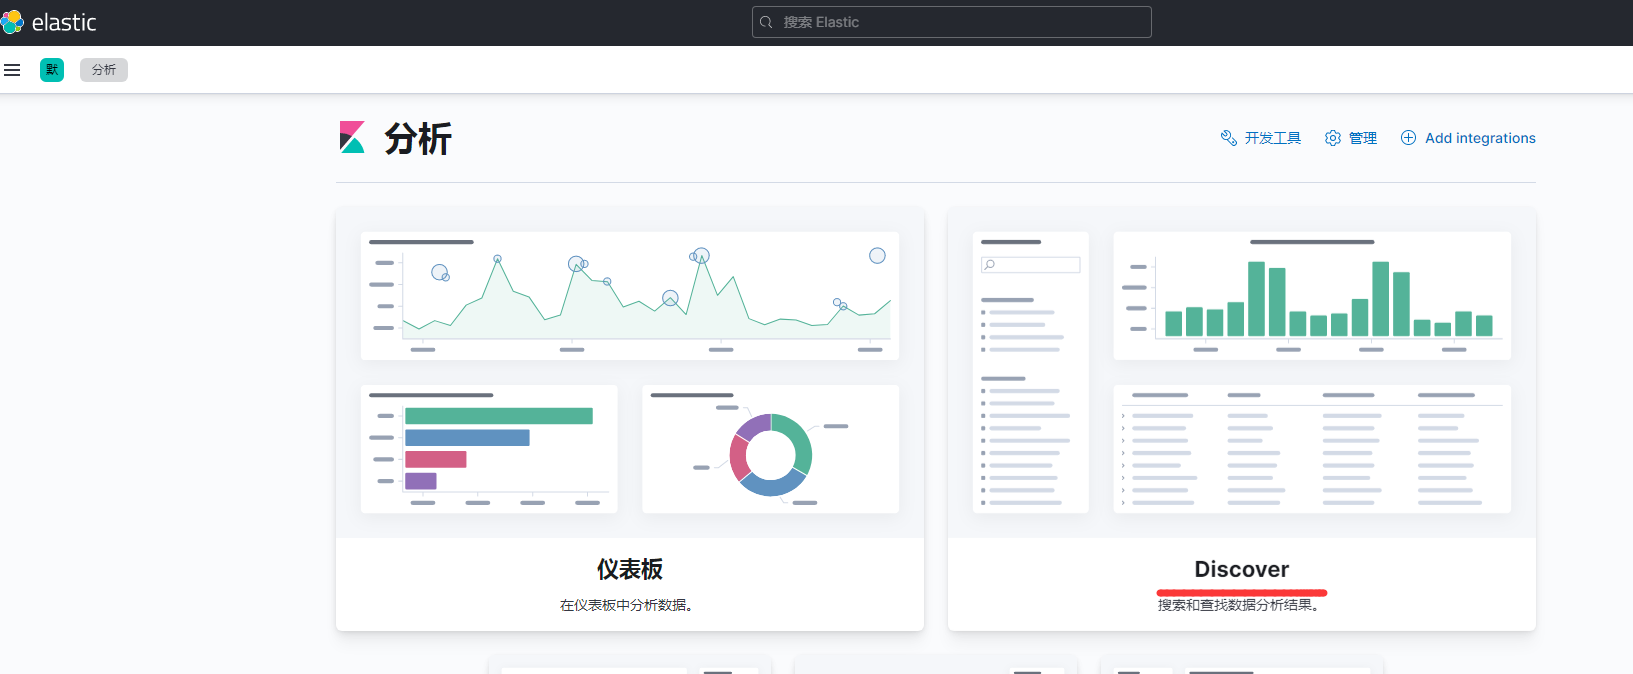 elastic
搜索 Elastic
默
分析
分析
开发工具
管理
Add integrations
仪表板
在仪表板中分析数据。
Discover
搜索和查找数据分析结果。